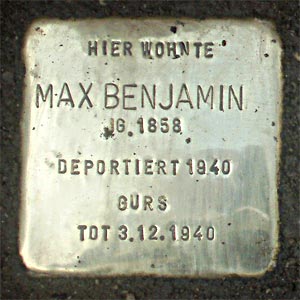 HIER WOHNTE
MAX BENJAMIN
JG. 1858
DEPORTIERT 1940
GURS
TOT 3.12.1940